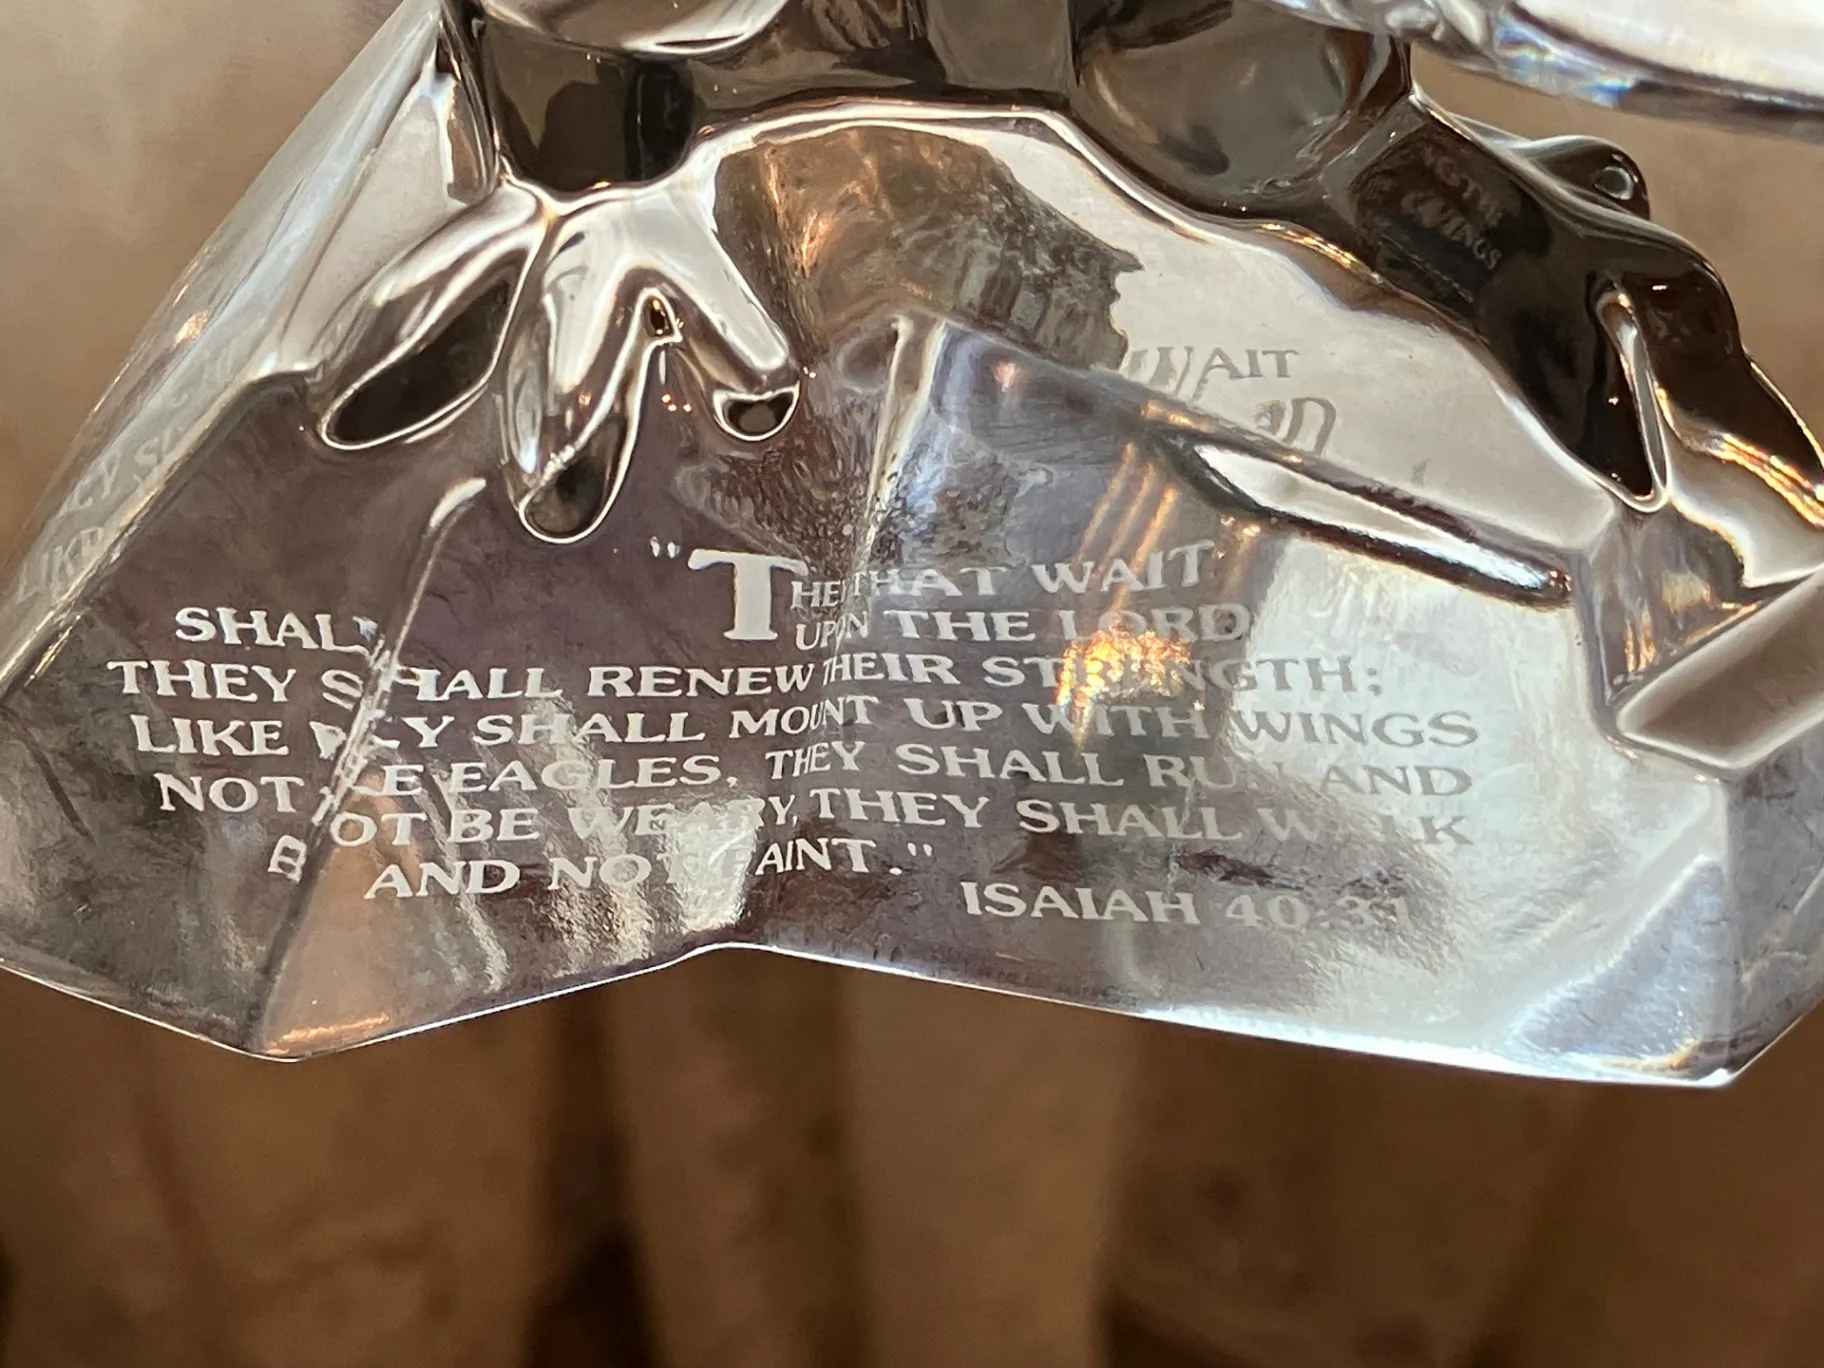 "THEY THAT WAIT
UPON THE LORD
SHALL RENEW THEIR STRENGTH;
THEY SHALL MOUNT UP WITH WINGS
LIKE EAGLES, THEY SHALL RUN AND
NOT BE WEARY, THEY SHALL WALK
AND NOT FAINT."
ISAIAH 40:31